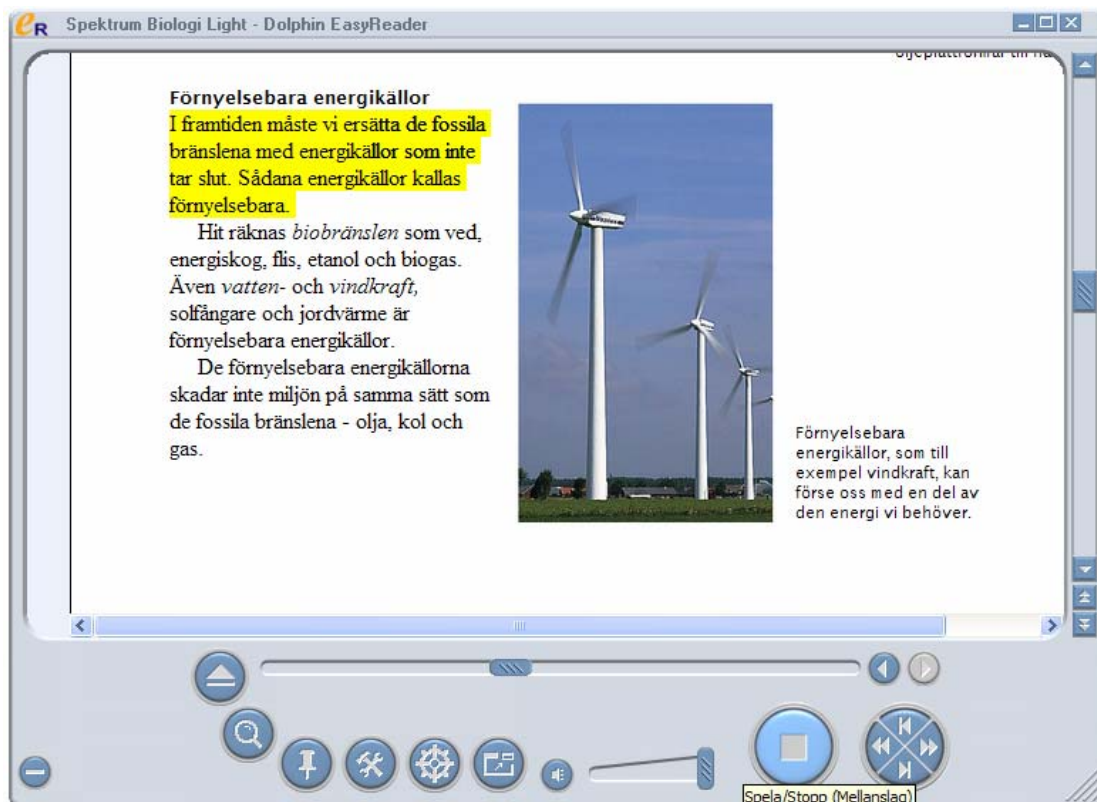 eR Spektrum Biologi Light - Dolphin EasyReader
Förnyelsebara energikällor
I framtiden måste vi ersätta de fossila
bränslena med energikällor som inte
tar slut. Sådana energikällor kallas
förnyelsebara.
Hit räknas biobränslen som ved,
energiskog, flis, etanol och biogas.
Även vatten- och vindkraft,
solfångare och jordvärme är
förnyelsebara energikällor.
De förnyelsebara energikällorna
skadar inte miljön på samma sätt som
de fossila bränslena - olja, kol och
gas.
Förnyelsebara
energikällor, som till
exempel vindkraft, kan
förse oss med en del av
den energi vi behöver.
Spela/Stopp (Mellanslag)